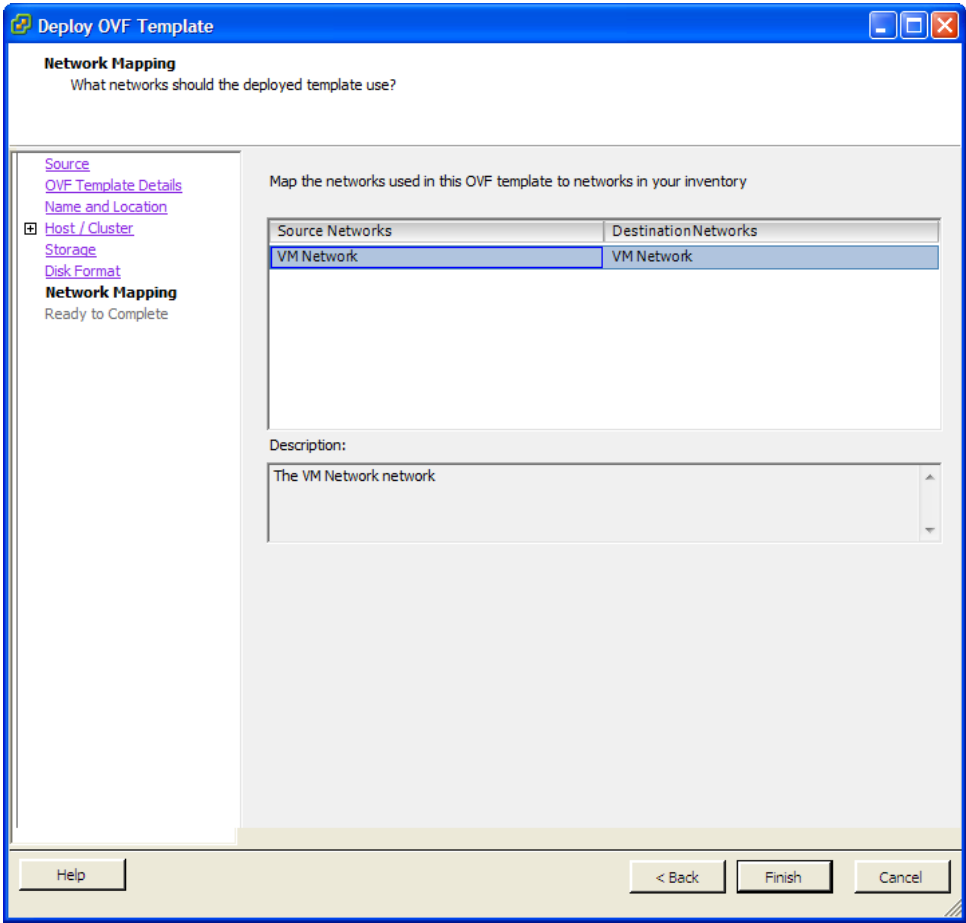 Deploy OVF Template
Network Mapping
What networks should the deployed template use?
Source
OVF Template Details
Name and Location
Host / Cluster
Storage
Disk Format
Network Mapping
Ready to Complete
Map the networks used in this OVF template to networks in your inventory
Source Networks DestinationNetworks
VM Network VM Network
Description:
The VM Network network
Help < Back Finish Cancel